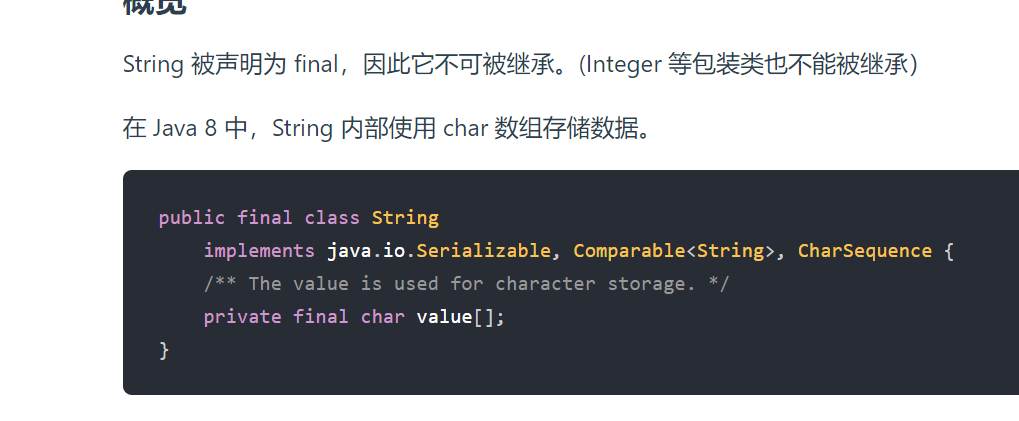 概览
String 被声明为 final，因此它不可被继承。(Integer 等包装类也不能被继承）
在 Java 8 中，String 内部使用 char 数组存储数据。
public final class String
    implements java.io.Serializable, Comparable<String>, CharSequence {
    /** The value is used for character storage. */
    private final char value[];
}